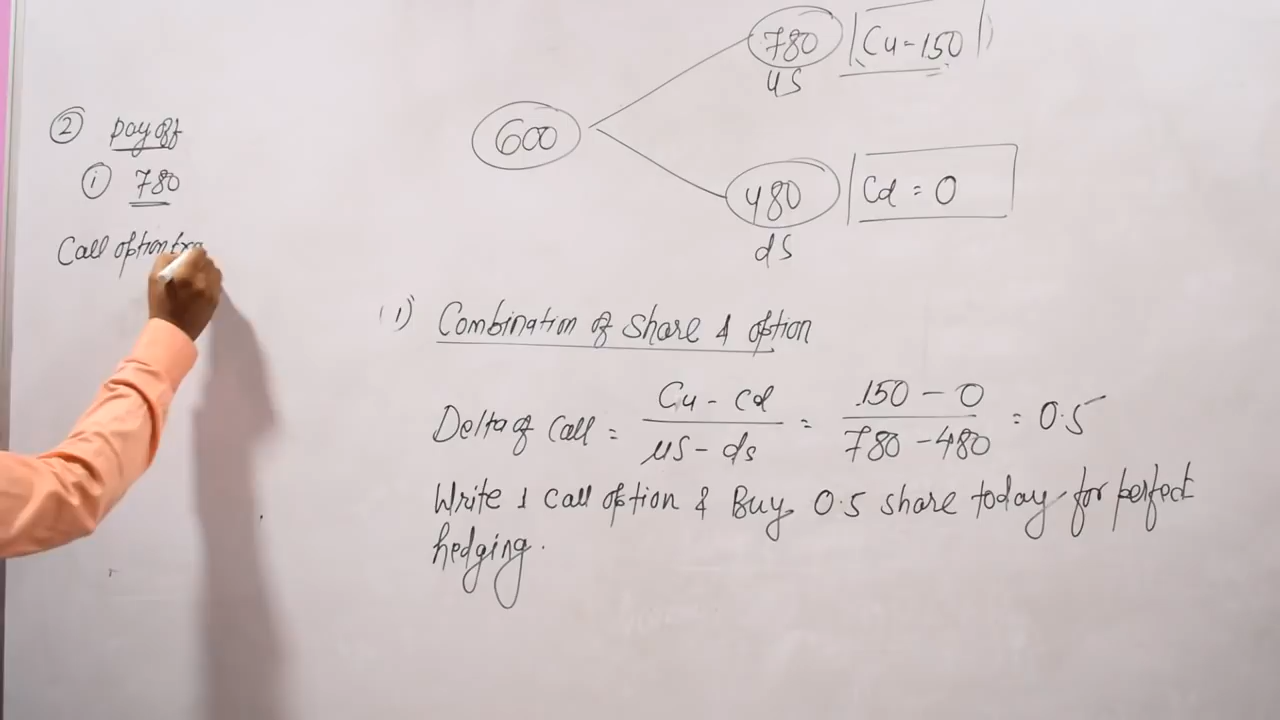 ② pay off
① 780
Call option
600
780
us
Cu = 150
480
ds
Cd = 0
(1) Combination of share & option
Delta of Call = Cu - Cd / us - ds = 150 - 0 / 780 - 480 = 0.5
Write 1 call option & Buy 0.5 share today for perfect
hedging.